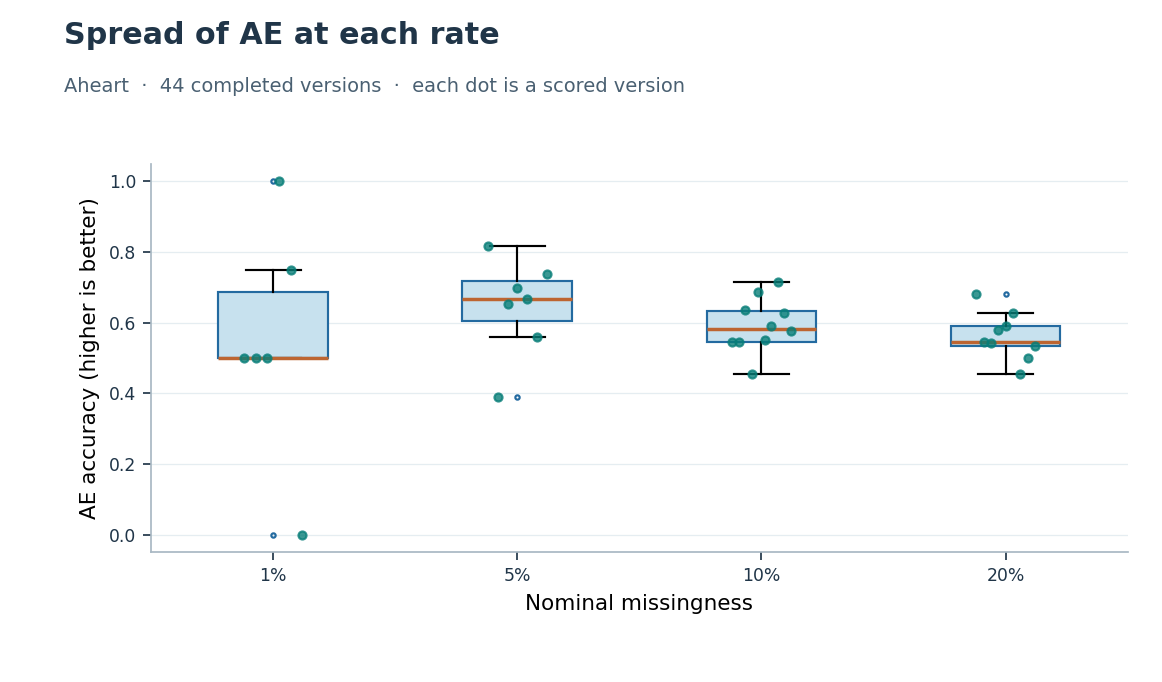 Spread of AE at each rate
Aheart · 44 completed versions · each dot is a scored version
AE accuracy (higher is better)
1.0
0.8
0.6
0.4
0.2
0.0
1% 5% 10% 20%
Nominal missingness